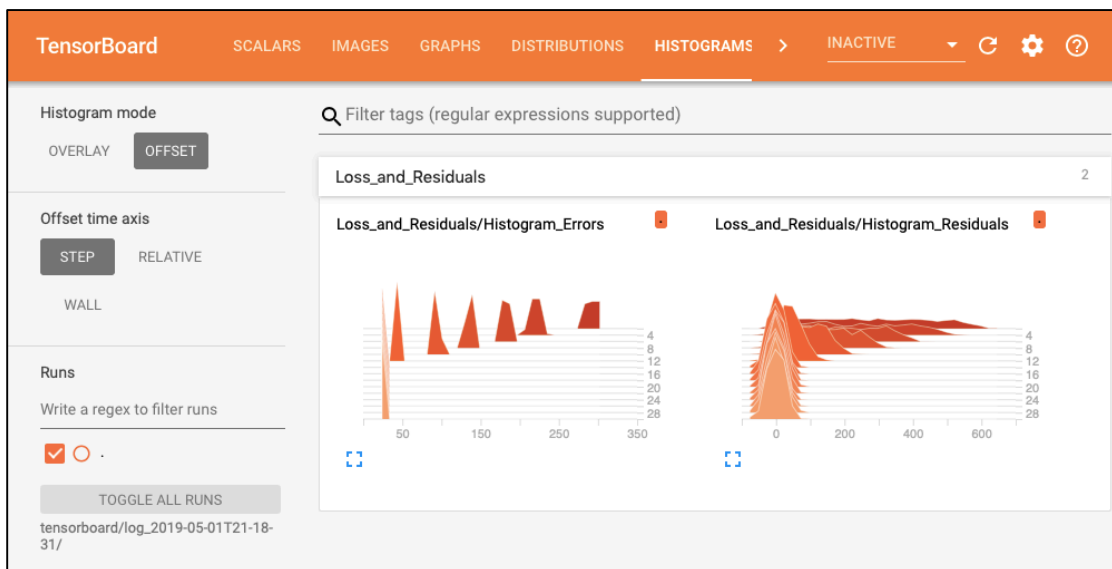 TensorBoard SCALARS IMAGES GRAPHS DISTRIBUTIONS HISTOGRAMS INACTIVE
Histogram mode
OVERLAY OFFSET
Offset time axis
STEP RELATIVE
WALL
Runs
Write a regex to filter runs
.
TOGGLE ALL RUNS
tensorboard/log_2019-05-01T21-18-
31/
Filter tags (regular expressions supported)
Loss_and_Residuals 2
Loss_and_Residuals/Histogram_Errors .
4
8
12
16
20
24
28
50 150 250 350
Loss_and_Residuals/Histogram_Residuals .
4
8
12
16
20
24
28
0 200 400 600